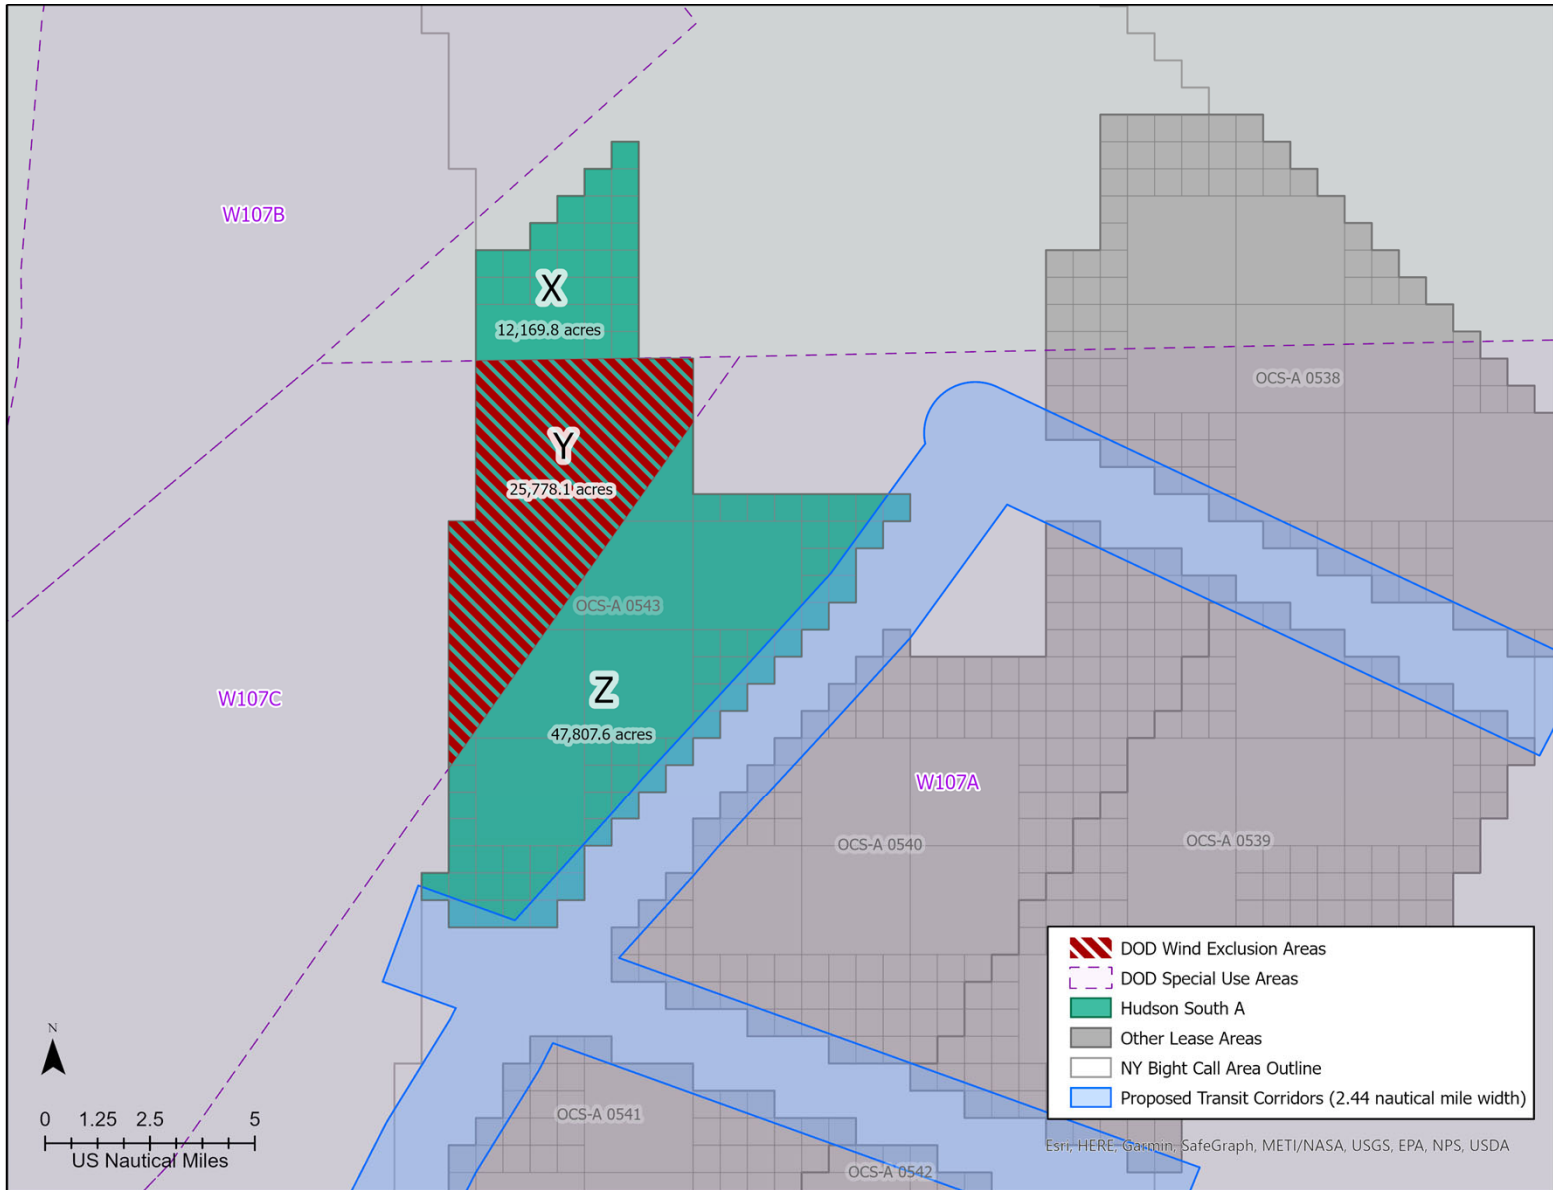 W107B
X
12,169.8 acres
OCS-A 0538
Y
25,778.1 acres
OCS-A 0543
Z
W107C
47,807.6 acres
W107A
OCS-A 0540
OCS-A 0539
DOD Wind Exclusion Areas
DOD Special Use Areas
Hudson South A
Other Lease Areas
NY Bight Call Area Outline
Proposed Transit Corridors (2.44 nautical mile width)
N
0 1.25 2.5 5
US Nautical Miles
OCS-A 0541
Esri, HERE, Garmin, SafeGraph, METI/NASA, USGS, EPA, NPS, USDA
OCS-A 0542